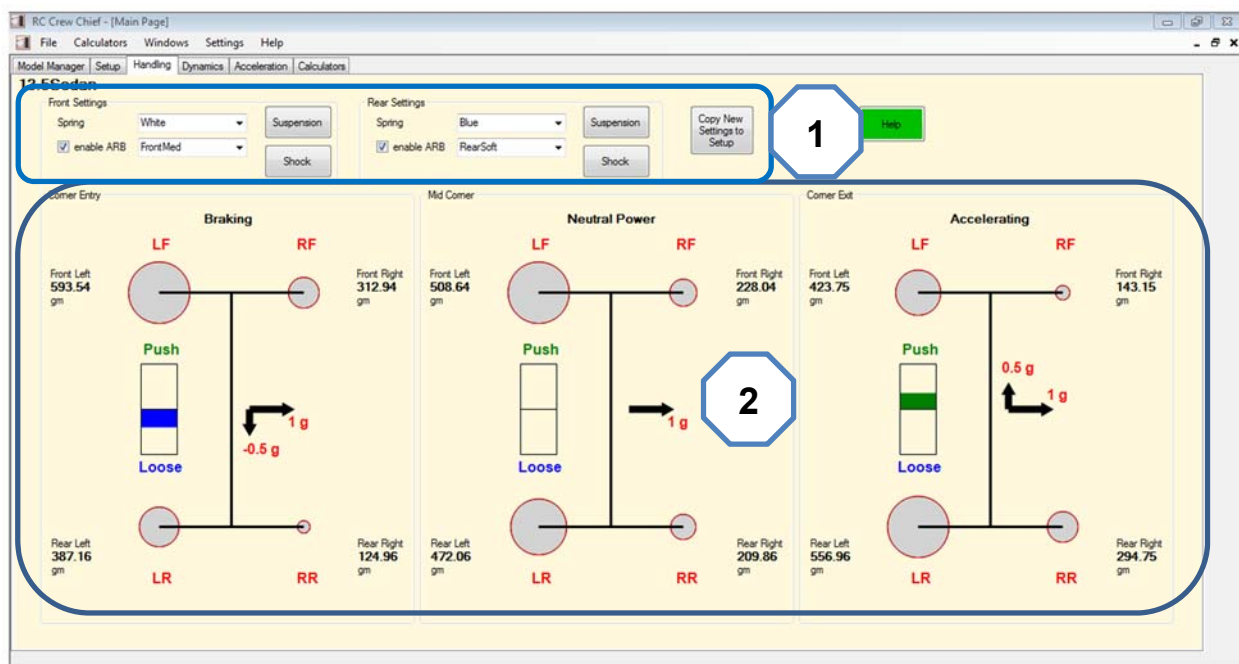 RC Crew Chief - [Main Page]
File Calculators Windows Settings Help
Model Manager Setup Handling Dynamics Acceleration Calculators
Front Settings
Spring White Suspension
enable ARB FrontMed Shock
Rear Settings
Spring Blue Suspension
enable ARB RearSoft Shock
Copy New
Settings to
Setup
1
Help
Corner Entry
Braking
LF RF
Front Left
593.54
gm
Front Right
312.94
gm
Push
1 g
-0.5 g
Loose
Rear Left
387.16
gm
Rear Right
124.96
gm
LR RR
Mid Corner
Neutral Power
LF RF
Front Left
508.64
gm
Front Right
228.04
gm
Push
2
1 g
Loose
Rear Left
472.06
gm
Rear Right
209.86
gm
LR RR
Corner Exit
Accelerating
LF RF
Front Left
423.75
gm
Front Right
143.15
gm
Push
0.5 g
1 g
Loose
Rear Left
556.96
gm
Rear Right
294.75
gm
LR RR